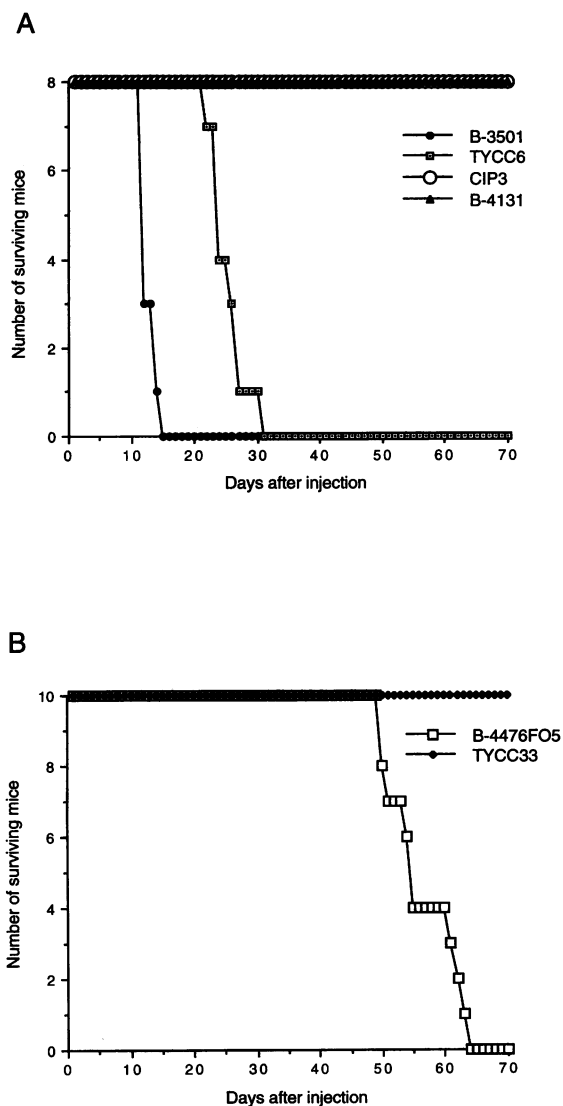 A
8
6
4
2
0
Number of surviving mice
B-3501
TYCC6
CIP3
B-4131
0 10 20 30 40 50 60 70
Days after injection
B
10
8
6
4
2
0
Number of surviving mice
B-4476FO5
TYCC33
0 10 20 30 40 50 60 70
Days after injection